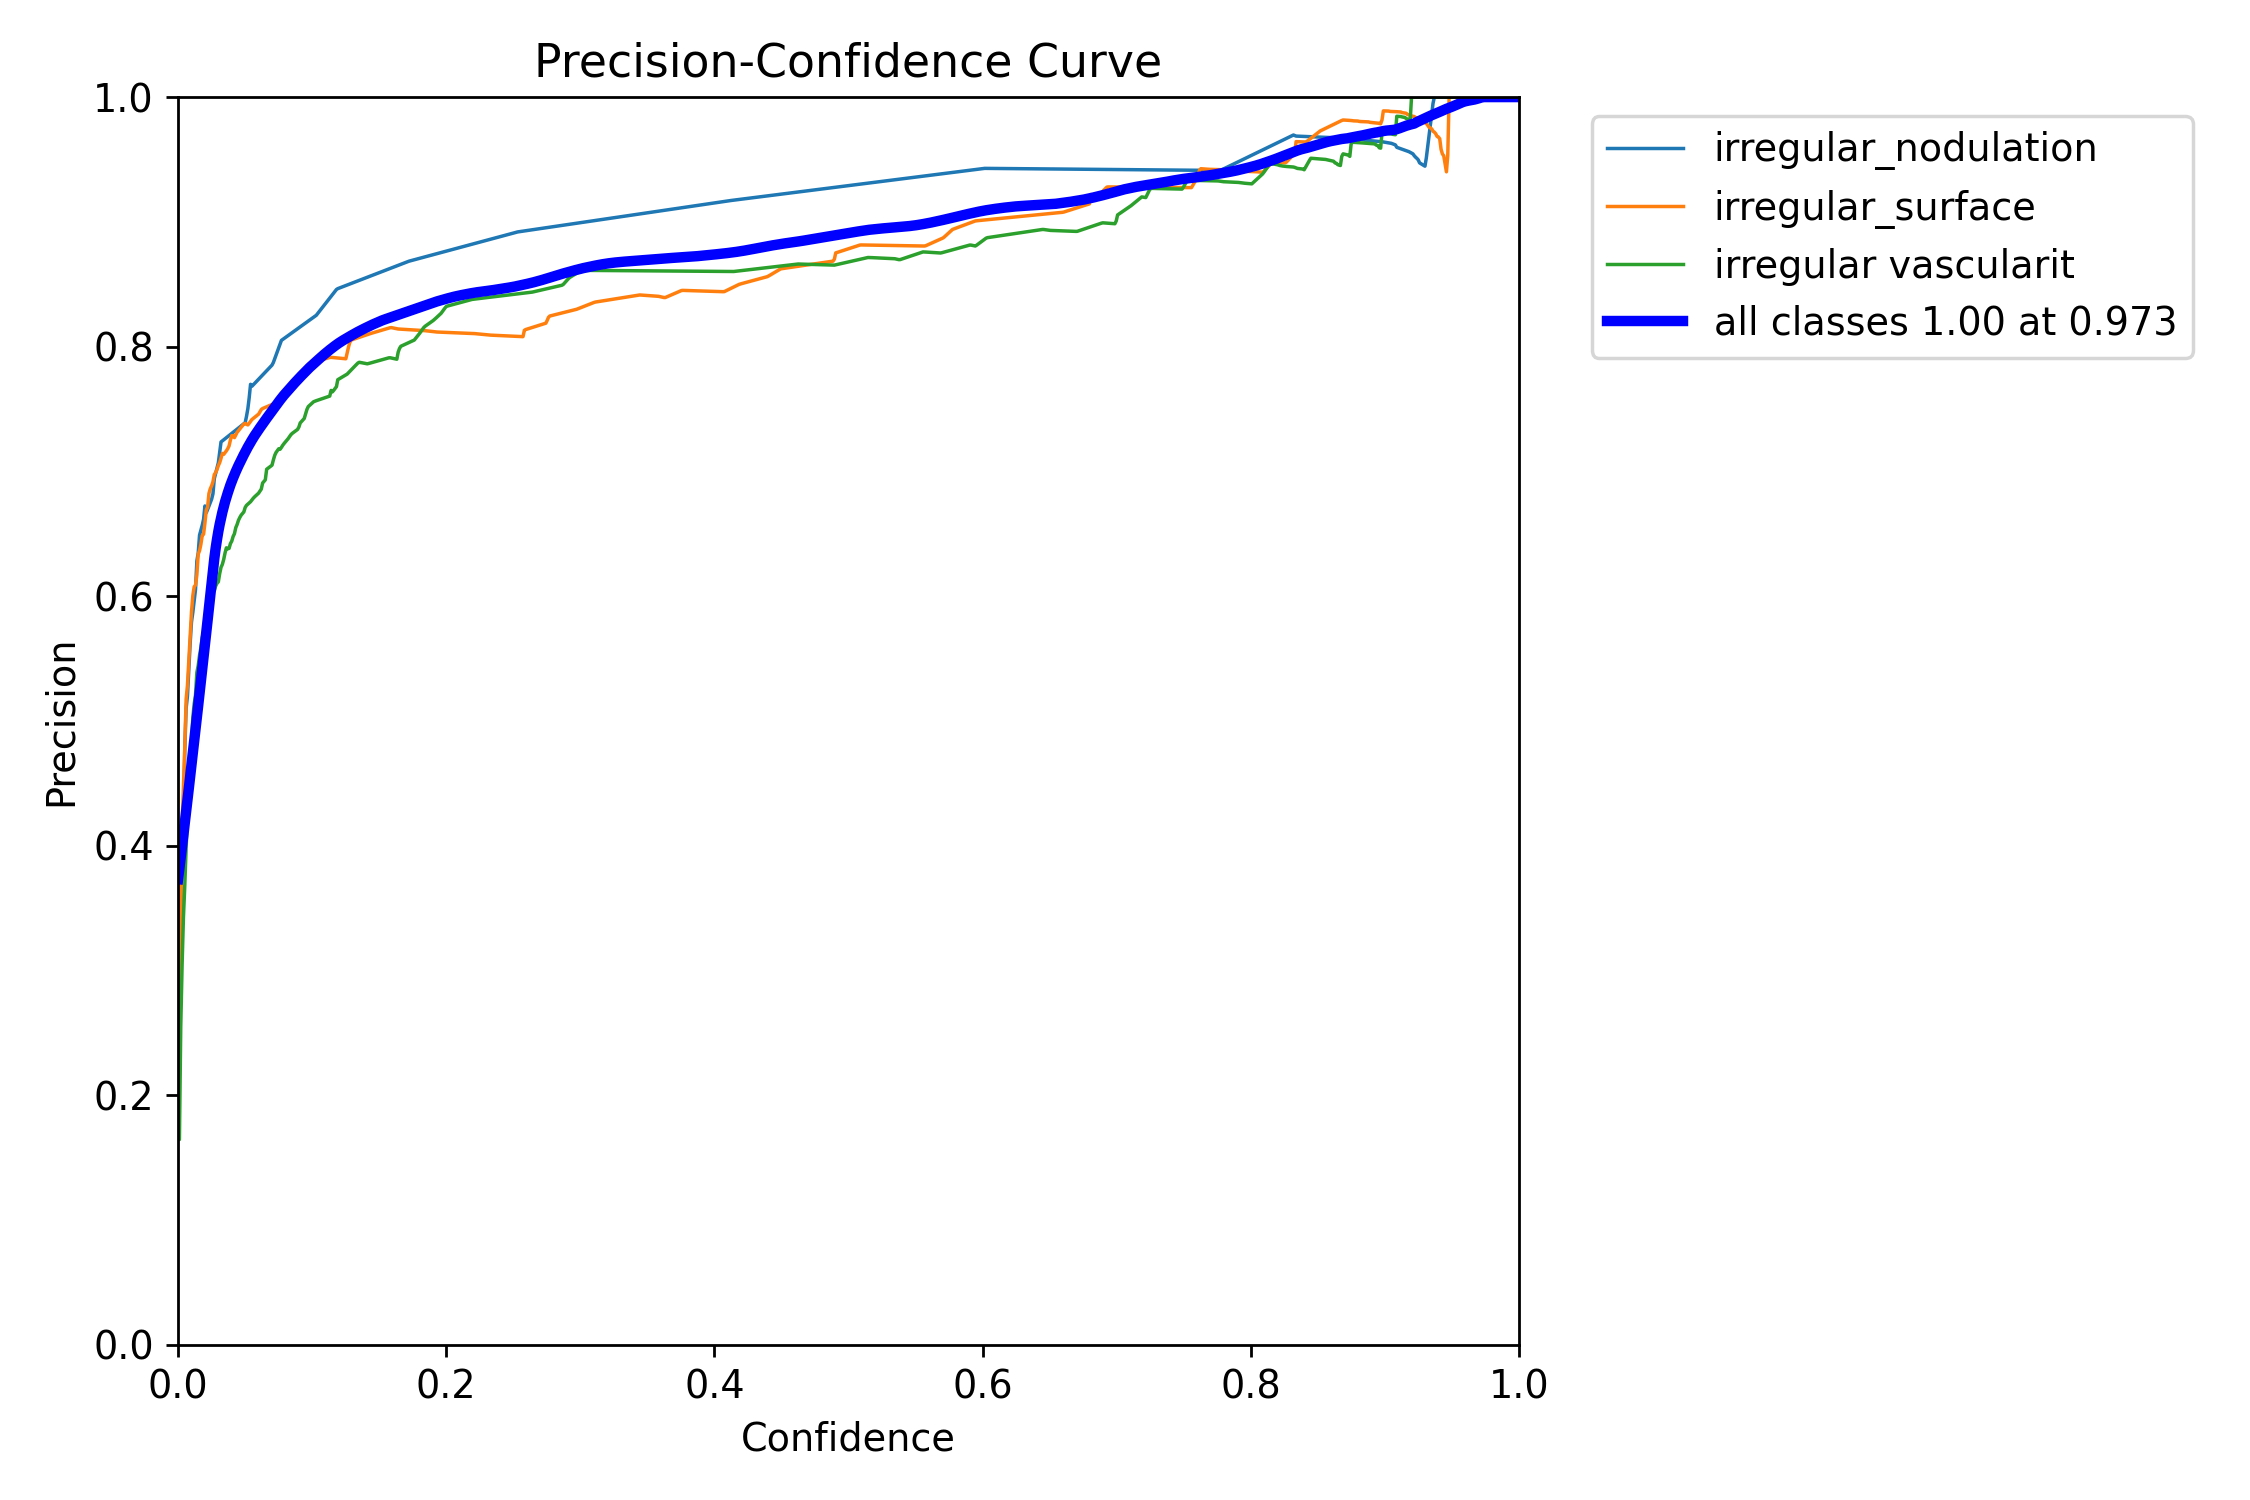 Precision-Confidence Curve
1.0
0.8
0.6
0.4
0.2
0.0
Precision
0.0 0.2 0.4 0.6 0.8 1.0
Confidence
irregular_nodulation
irregular_surface
irregular vascularit
all classes 1.00 at 0.973